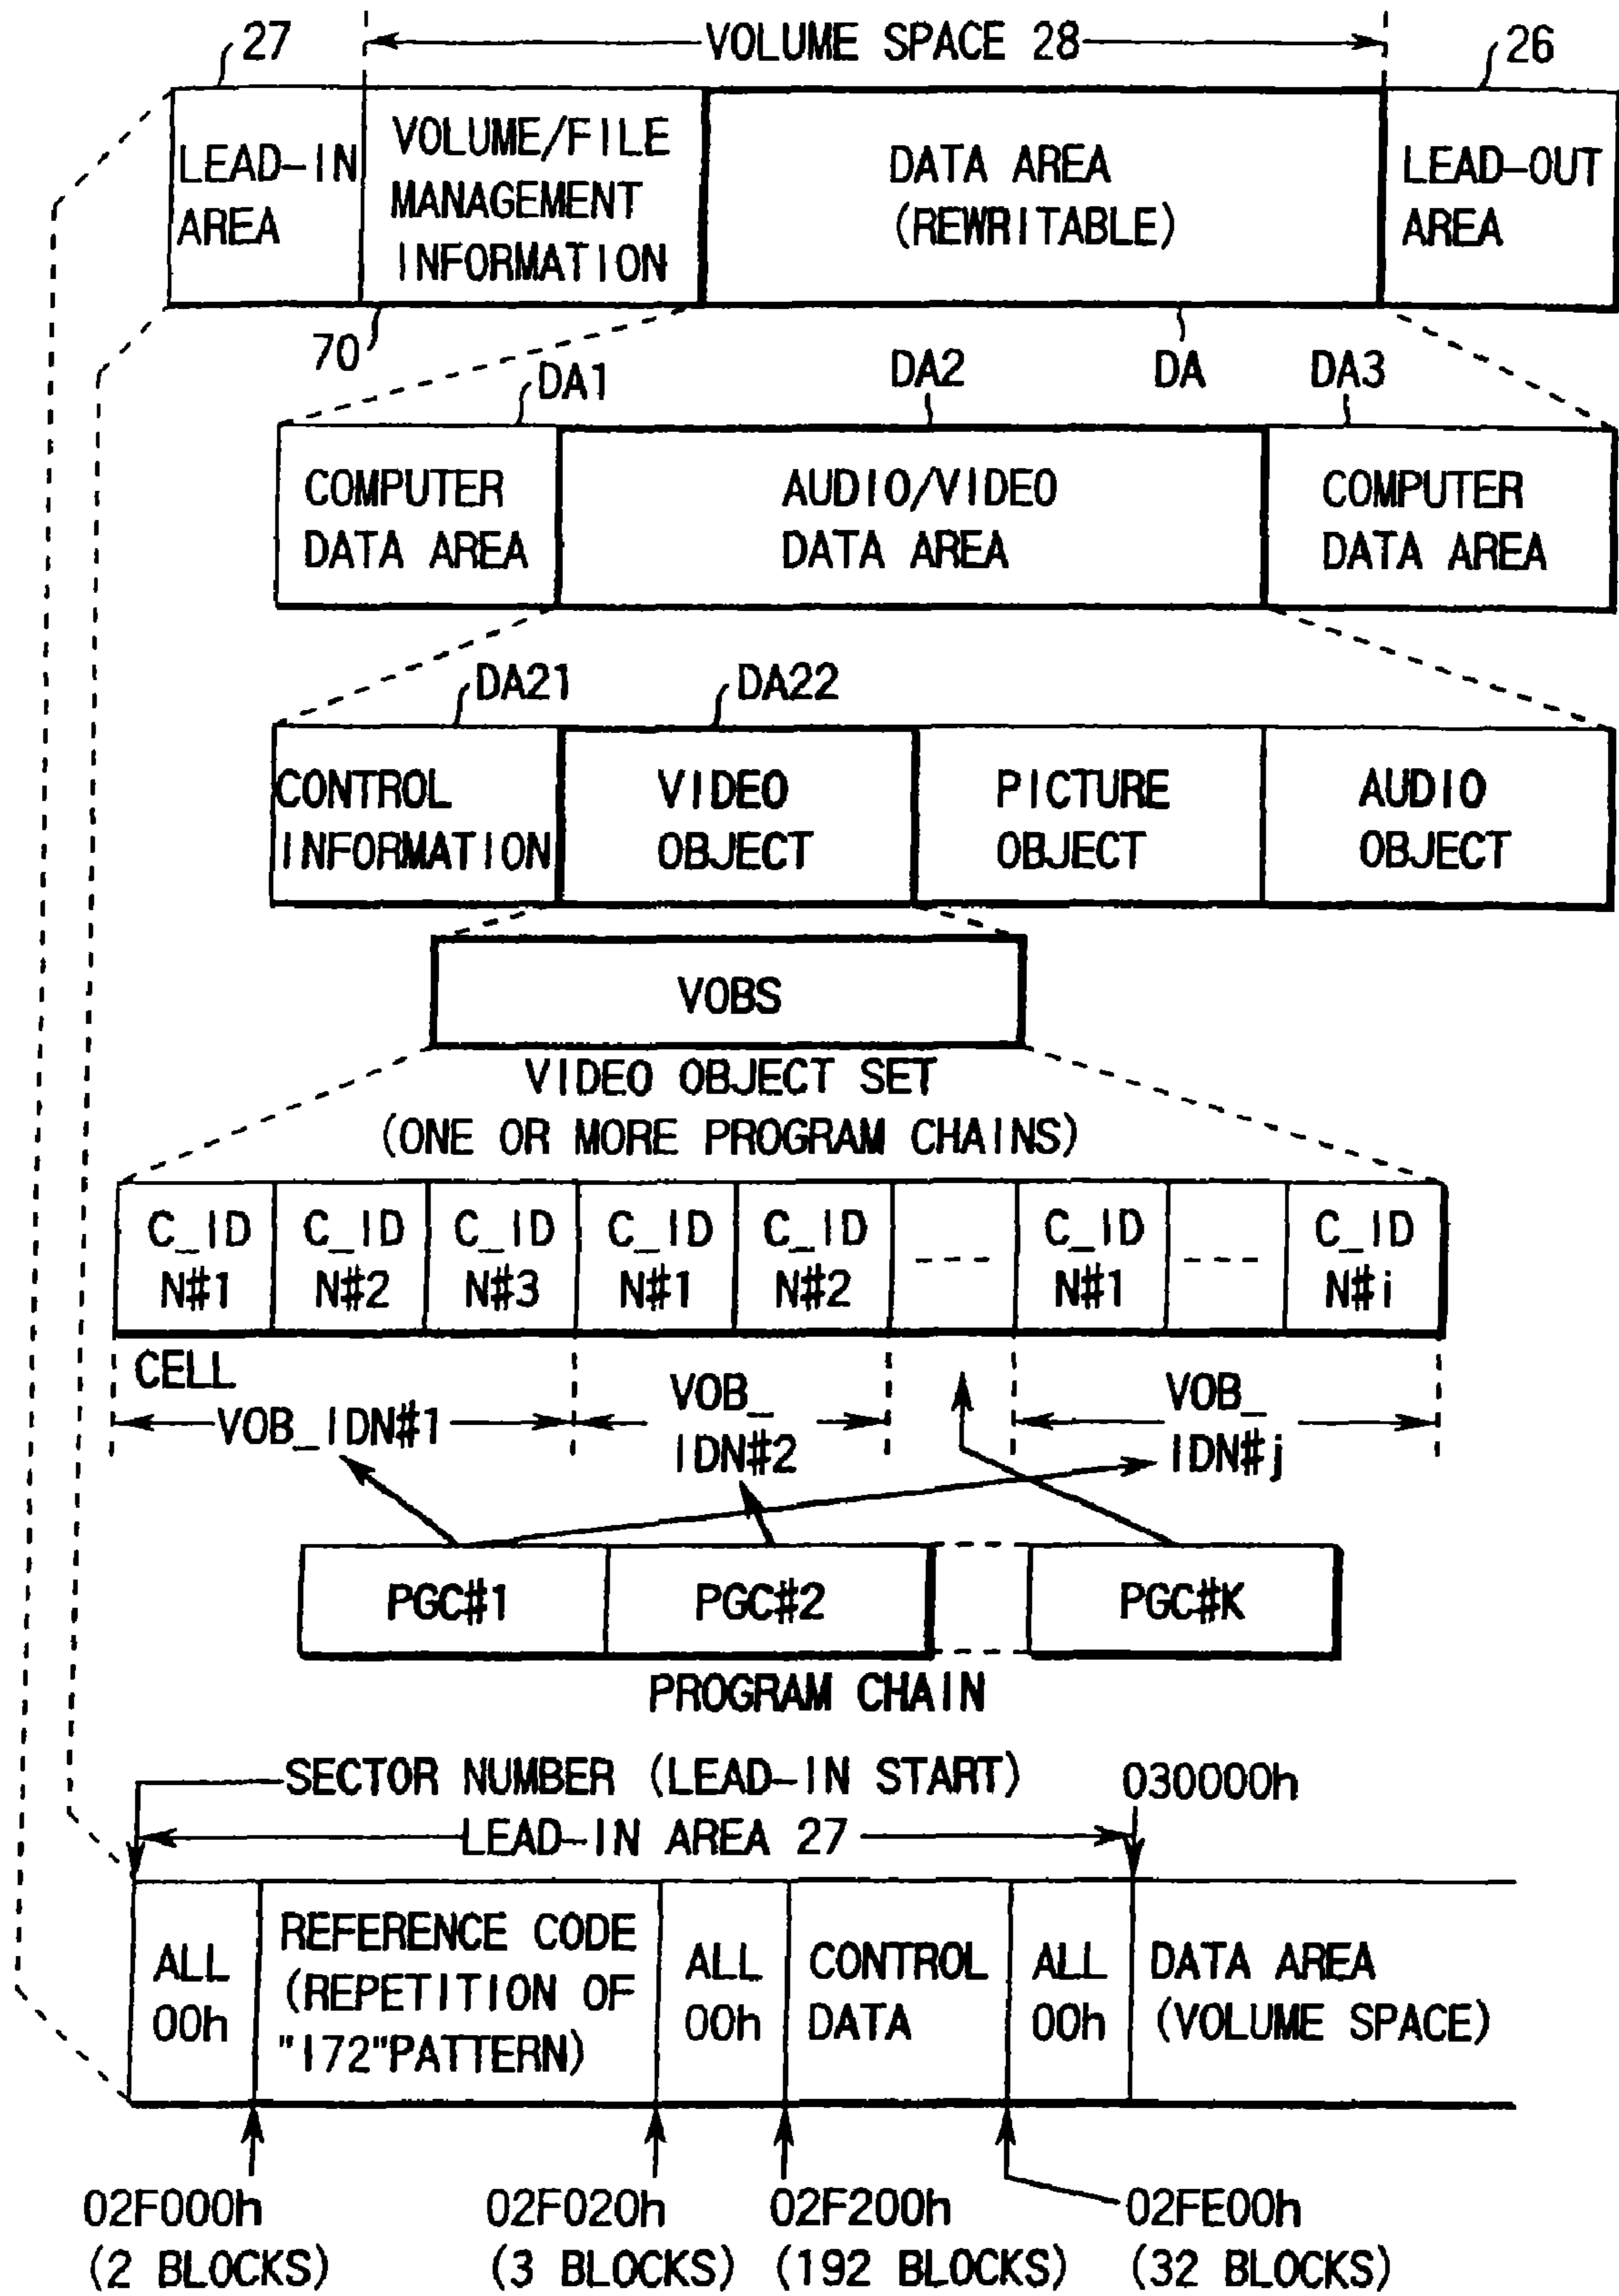 27
VOLUME SPACE 28
26
LEAD-IN
AREA
VOLUME/FILE
MANAGEMENT
INFORMATION
DATA AREA
(REWRITABLE)
LEAD-OUT
AREA
70
DA1
DA2
DA
DA3
COMPUTER
DATA AREA
AUDIO/VIDEO
DATA AREA
COMPUTER
DATA AREA
DA21
DA22
CONTROL
INFORMATION
VIDEO
OBJECT
PICTURE
OBJECT
AUDIO
OBJECT
VOBS
VIDEO OBJECT SET
(ONE OR MORE PROGRAM CHAINS)
C_ID
N#1
C_ID
N#2
C_ID
N#3
C_ID
N#1
C_ID
N#2
C_ID
N#1
C_ID
N#i
CELL
VOB_IDN#1
VOB_
IDN#2
VOB_
IDN#j
PGC#1
PGC#2
PGC#K
PROGRAM CHAIN
SECTOR NUMBER (LEAD-IN START)
030000h
LEAD-IN AREA 27
ALL
00h
REFERENCE CODE
(REPETITION OF
"172"PATTERN)
ALL
00h
CONTROL
DATA
ALL
00h
DATA AREA
(VOLUME SPACE)
02F000h
(2 BLOCKS)
02F020h
(3 BLOCKS)
02F200h
(192 BLOCKS)
02FE00h
(32 BLOCKS)